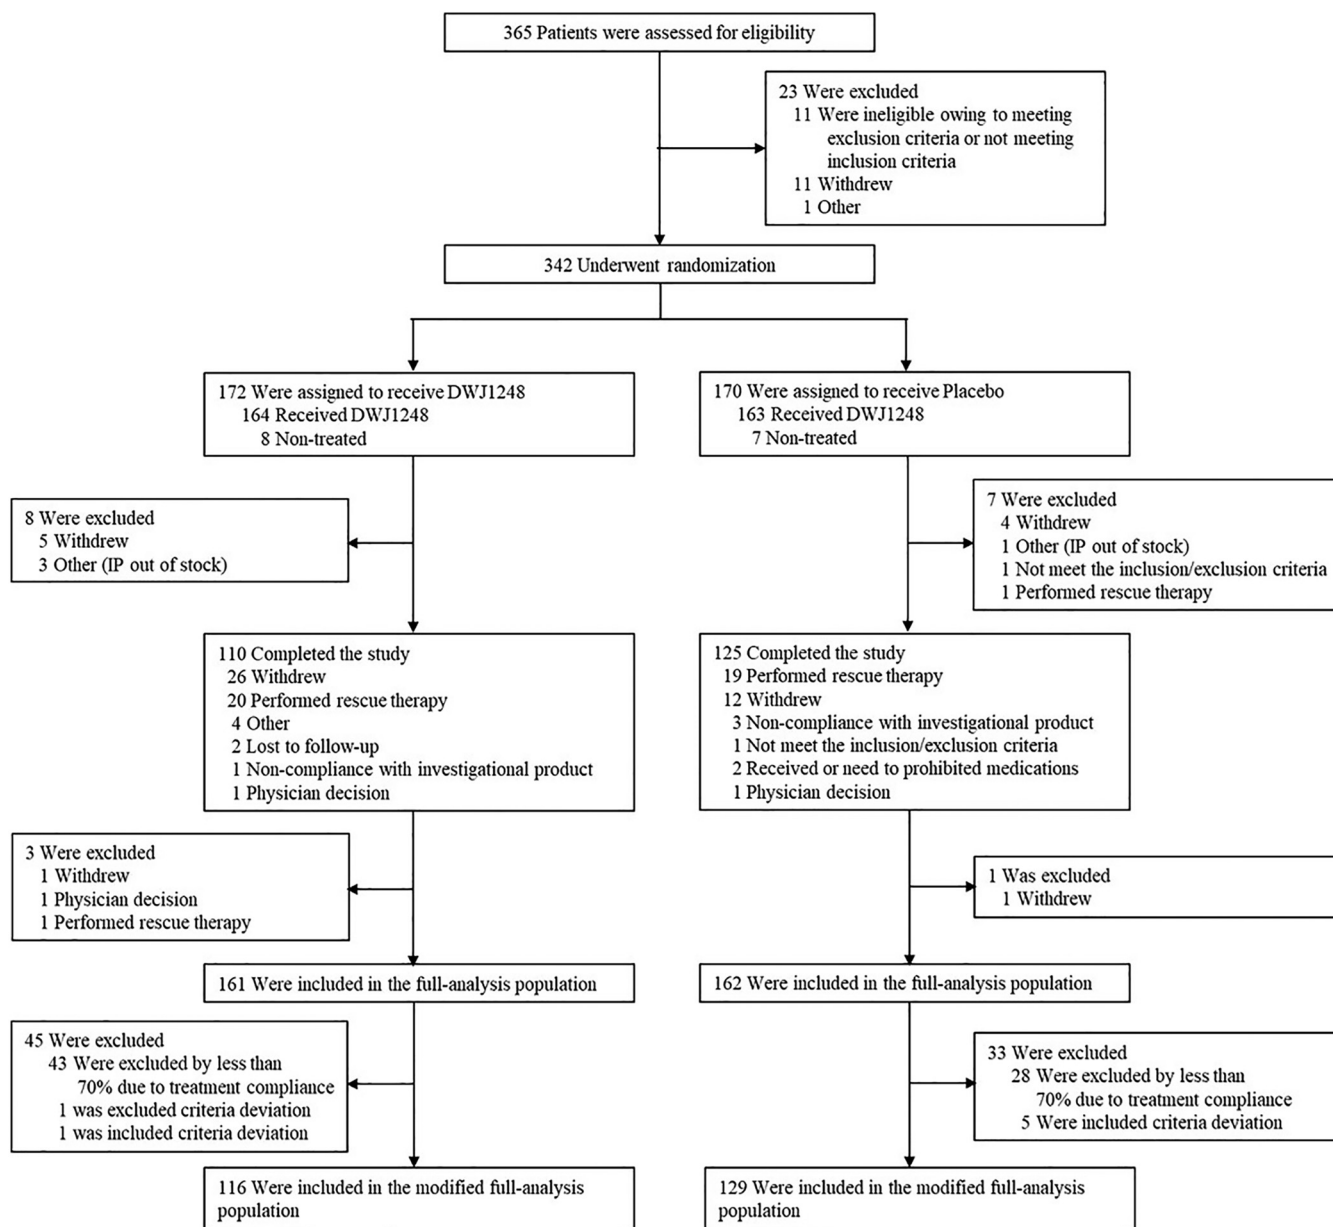 365 Patients were assessed for eligibility
23 Were excluded
11 Were ineligible owing to meeting
exclusion criteria or not meeting
inclusion criteria
11 Withdrew
1 Other
342 Underwent randomization
172 Were assigned to receive DWJ1248
164 Received DWJ1248
8 Non-treated
170 Were assigned to receive Placebo
163 Received DWJ1248
7 Non-treated
8 Were excluded
5 Withdrew
3 Other (IP out of stock)
7 Were excluded
4 Withdrew
1 Other (IP out of stock)
1 Not meet the inclusion/exclusion criteria
1 Performed rescue therapy
110 Completed the study
26 Withdrew
20 Performed rescue therapy
4 Other
2 Lost to follow-up
1 Non-compliance with investigational product
1 Physician decision
125 Completed the study
19 Performed rescue therapy
12 Withdrew
3 Non-compliance with investigational product
1 Not meet the inclusion/exclusion criteria
2 Received or need to prohibited medications
1 Physician decision
3 Were excluded
1 Withdrew
1 Physician decision
1 Performed rescue therapy
1 Was excluded
1 Withdrew
161 Were included in the full-analysis population
162 Were included in the full-analysis population
45 Were excluded
43 Were excluded by less than
70% due to treatment compliance
1 was excluded criteria deviation
1 was included criteria deviation
33 Were excluded
28 Were excluded by less than
70% due to treatment compliance
5 Were included criteria deviation
116 Were included in the modified full-analysis
population
129 Were included in the modified full-analysis
population